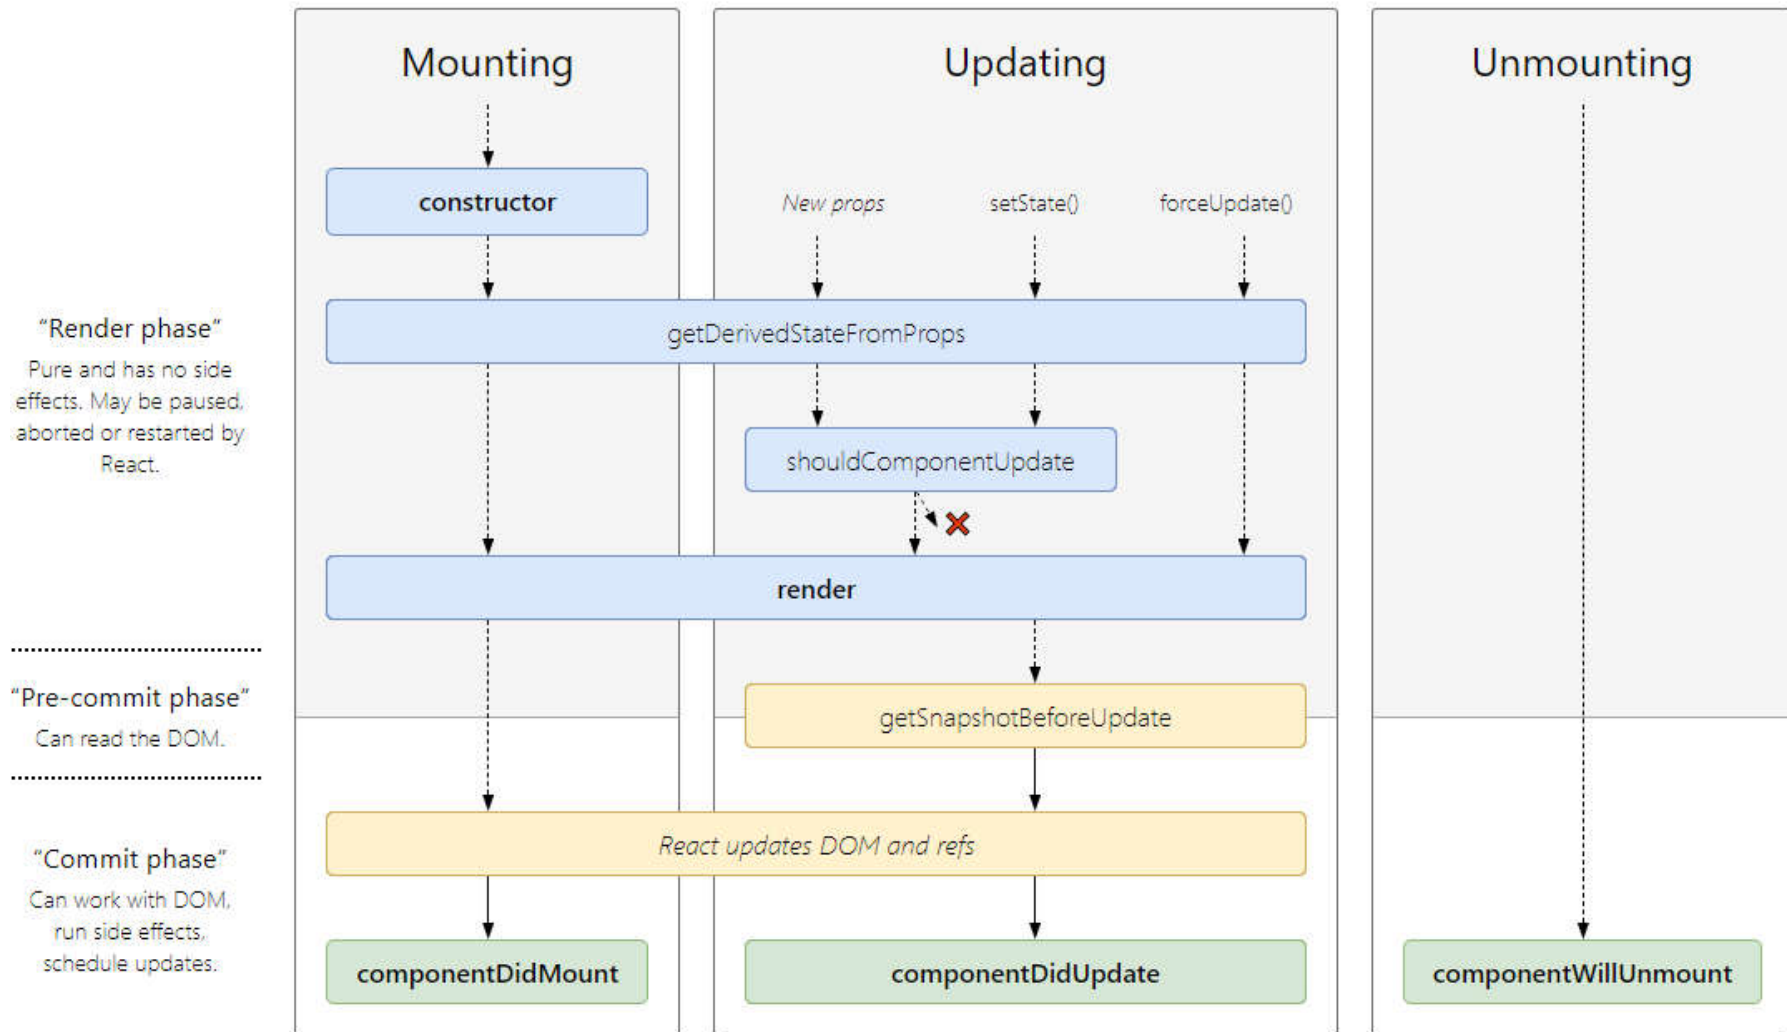 Mounting
Updating
Unmounting
constructor
New props
setState()
forceUpdate()
"Render phase"
Pure and has no side
effects. May be paused,
aborted or restarted by
React.
getDerivedStateFromProps
shouldComponentUpdate
render
"Pre-commit phase"
Can read the DOM.
getSnapshotBeforeUpdate
"Commit phase"
Can work with DOM,
run side effects,
schedule updates.
React updates DOM and refs
componentDidMount
componentDidUpdate
componentWillUnmount